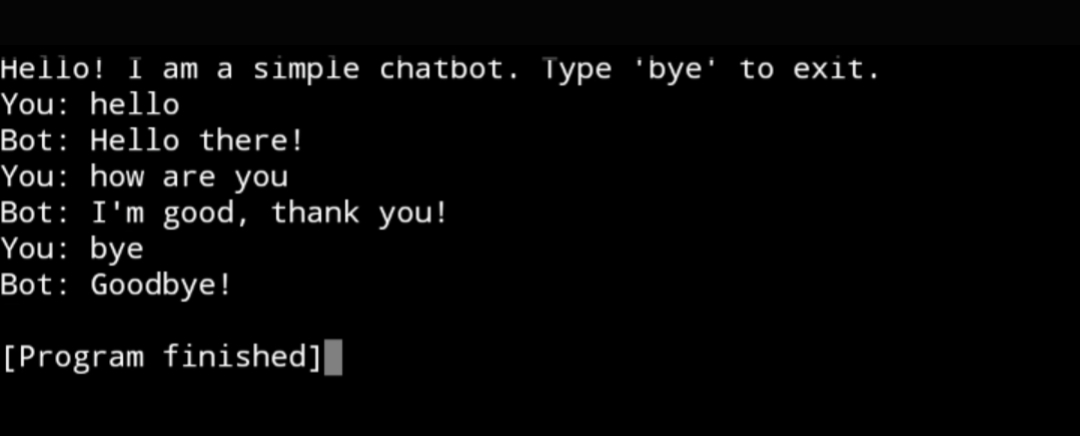 Hello! I am a simple chatbot. Type 'bye' to exit.
You: hello
Bot: Hello there!
You: how are you
Bot: I'm good, thank you!
You: bye
Bot: Goodbye!
[Program finished]